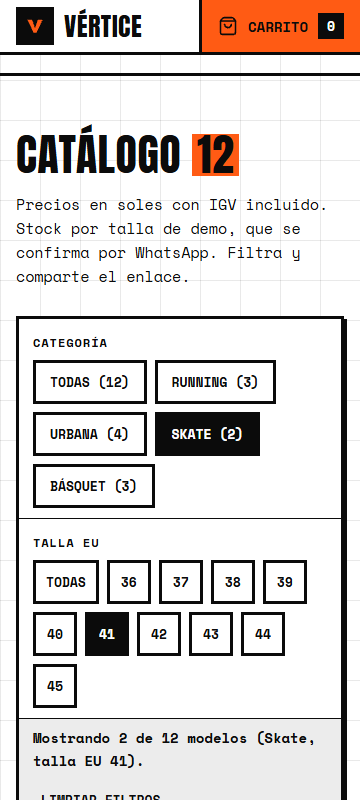 V VÉRTICE
CARRITO 0
CATÁLOGO 12
Precios en soles con IGV incluido.
Stock por talla de demo, que se
confirma por WhatsApp. Filtra y
comparte el enlace.
CATEGORÍA
TODAS (12) RUNNING (3)
URBANA (4) SKATE (2)
BÁSQUET (3)
TALLA EU
TODAS 36 37 38 39
40 41 42 43 44
45
Mostrando 2 de 12 modelos (Skate,
talla EU 41).
LIMPIAR FILTROS